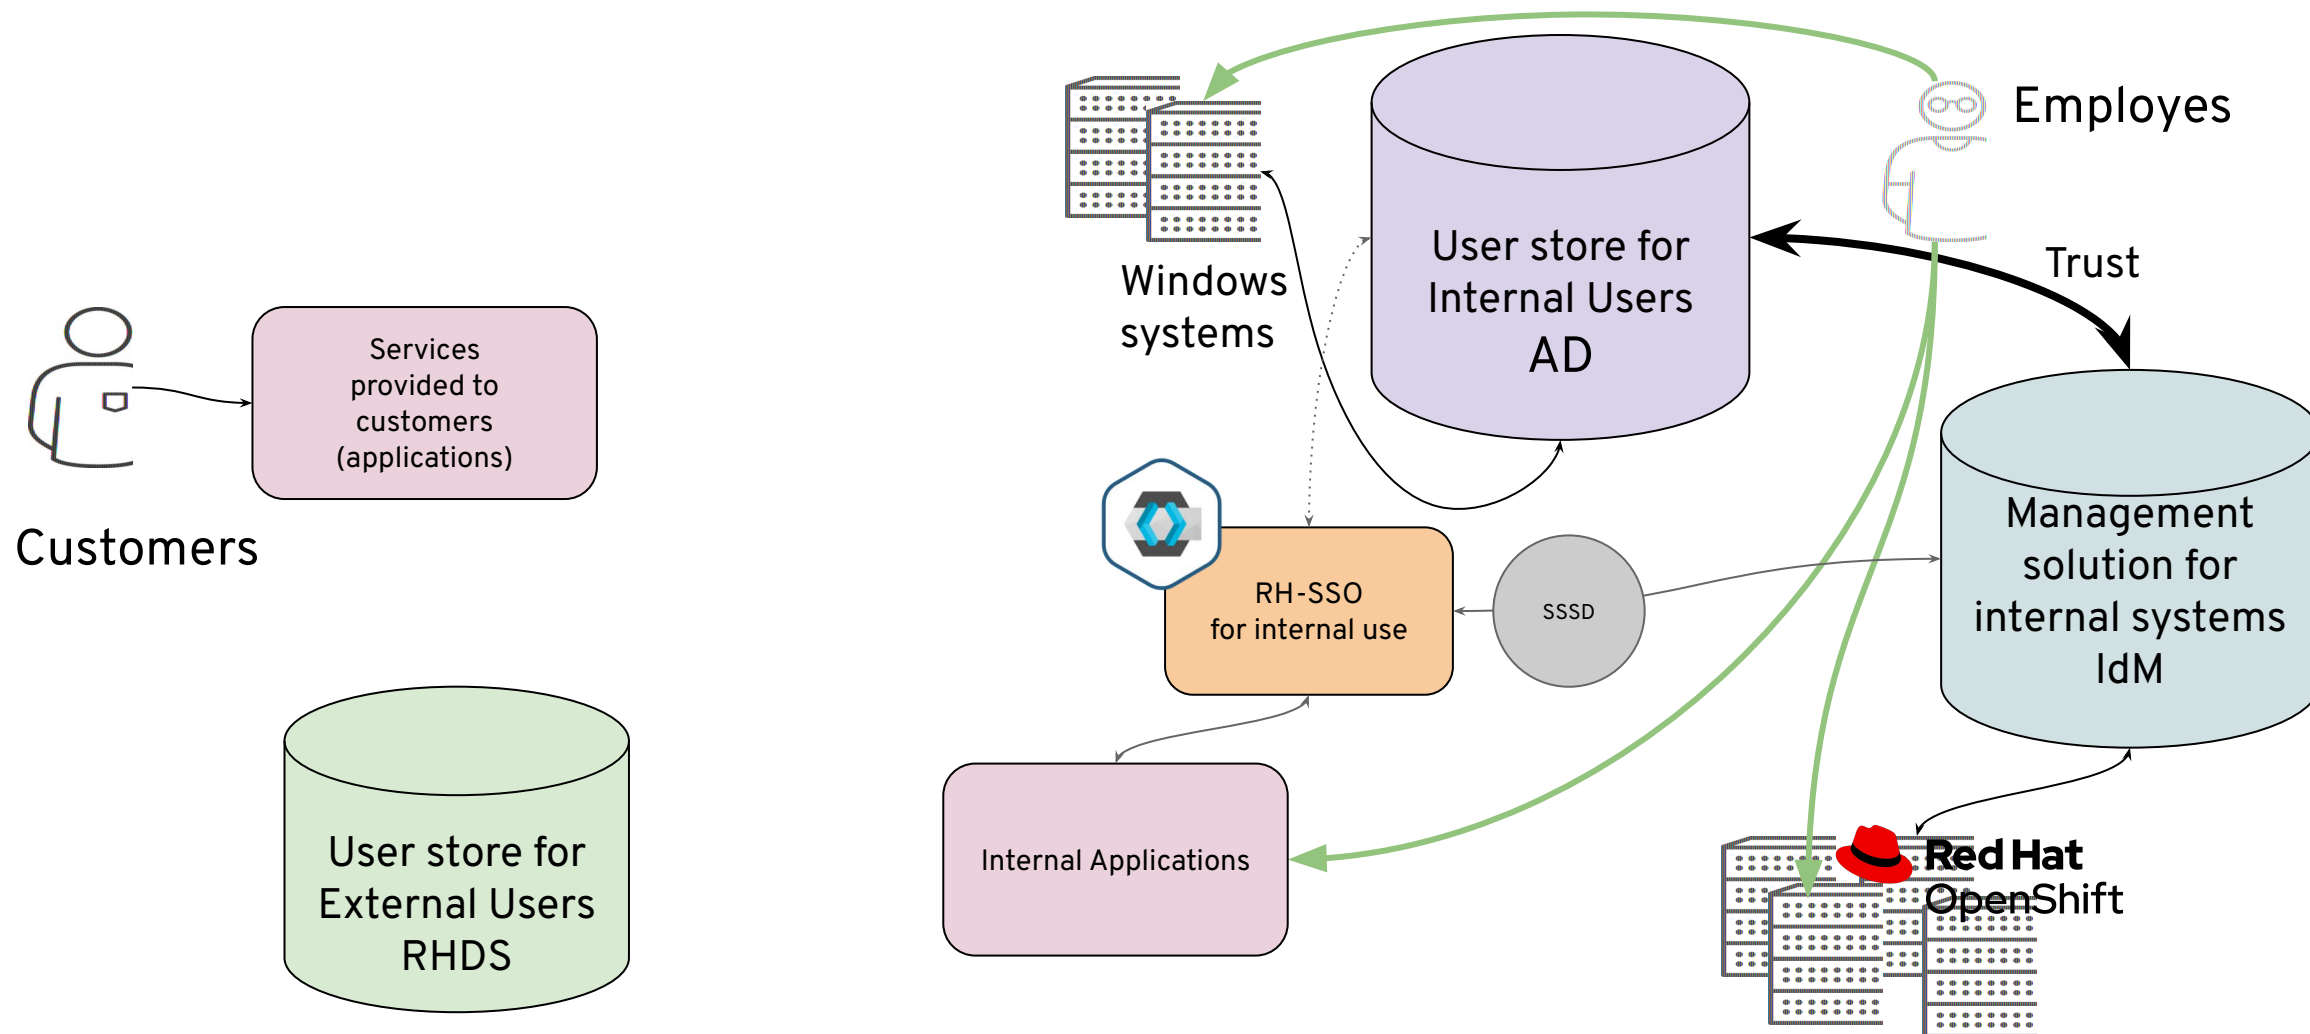 Employes
Trust
User store for
Internal Users
AD
Windows
systems
Services
provided to
customers
(applications)
Customers
Management
solution for
internal systems
IdM
RH-SSO
for internal use
SSSD
Internal Applications
User store for
External Users
RHDS
Red Hat
OpenShift